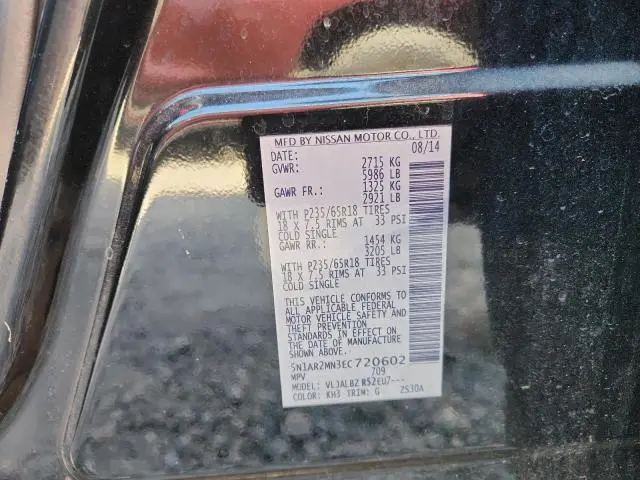 MFD BY NISSAN MOTOR CO., LTD.
DATE: 08/14
GVWR: 2715 KG
5986 LB
GAWR FR.: 1325 KG
2921 LB
WITH P235/65R18 TIRES
18 X 7.5 RIMS AT 33 PSI
COLD SINGLE
GAWR RR.: 1454 KG
3205 LB
WITH P235/65R18 TIRES
18 X 7.5 RIMS AT 33 PSI
COLD SINGLE
THIS VEHICLE CONFORMS TO
ALL APPLICABLE FEDERAL
MOTOR VEHICLE SAFETY AND
THEFT PREVENTION
STANDARDS IN EFFECT ON
DATE OF MANUFACTURE
SHOWN ABOVE.
5N1AR2MN3EC720602
MPV 709
VLJALBZ R52EU7---
COLOR: KH3 TRIM: G ZS30A